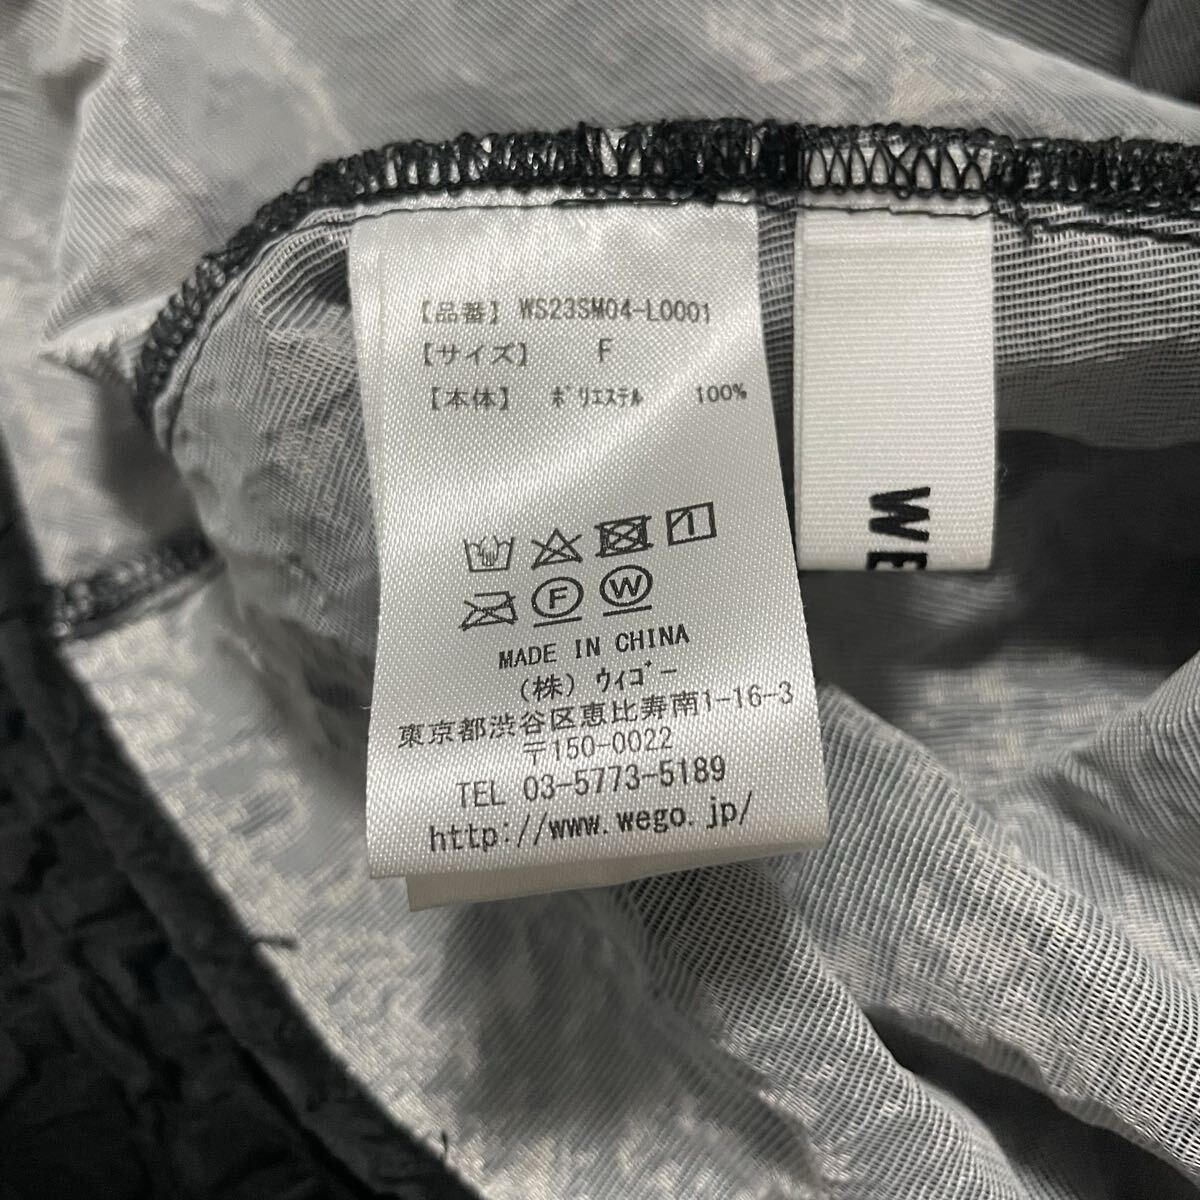 【品番】 WS23SM04-L0001
【サイズ】 F
【本体】 ポリエステル 100%
F W
MADE IN CHINA
(株) ウィゴー
東京都渋谷区恵比寿南1-16-3
〒150-0022
TEL 03-5773-5189
http://www.wego.jp/
WE